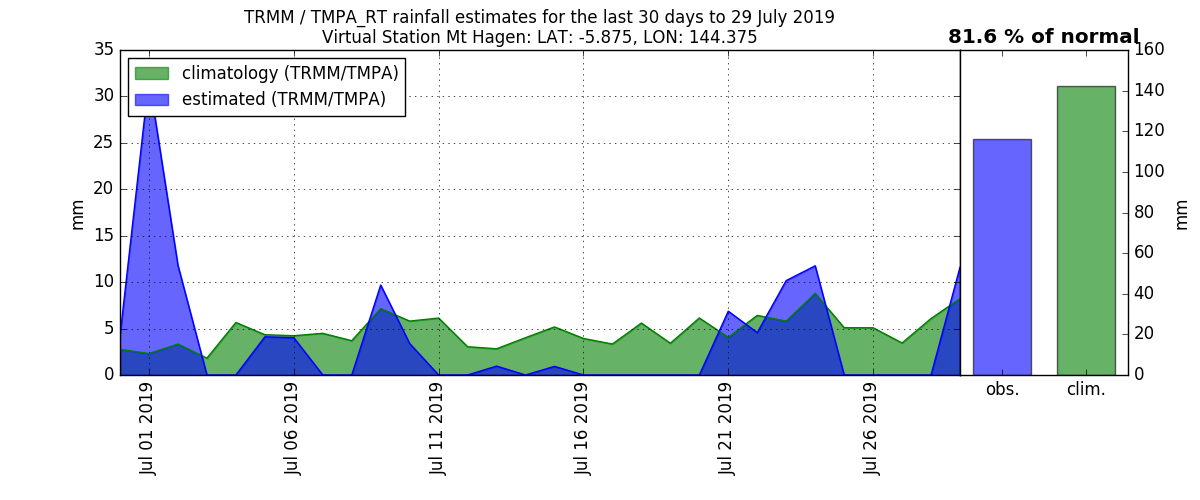 TRMM / TMPA_RT rainfall estimates for the last 30 days to 29 July 2019
Virtual Station Mt Hagen: LAT: -5.875, LON: 144.375
81.6 % of normal
climatology (TRMM/TMPA)
estimated (TRMM/TMPA)
35
30
25
20
15
10
5
0
mm
Jul 01 2019
Jul 06 2019
Jul 11 2019
Jul 16 2019
Jul 21 2019
Jul 26 2019
obs.
clim.
160
140
120
100
80
60
40
20
0
mm